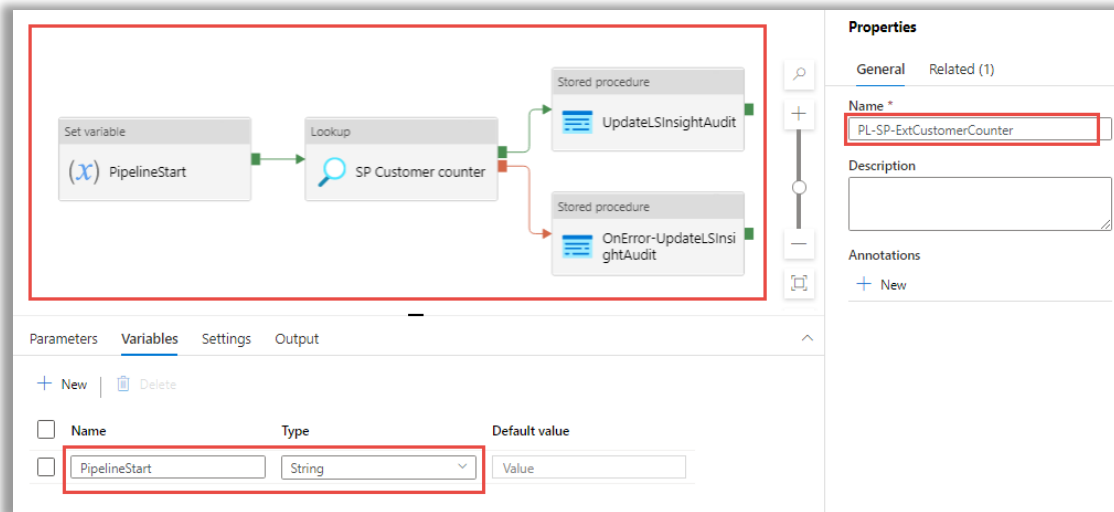 Set variable
(x) PipelineStart
Lookup
SP Customer counter
Stored procedure
UpdateLSInsightAudit
Stored procedure
OnError-UpdateLSInsi
ghtAudit
Parameters Variables Settings Output
New Delete
Name Type Default value
PipelineStart String Value
Properties
General Related (1)
Name *
PL-SP-ExtCustomerCounter
Description
Annotations
New